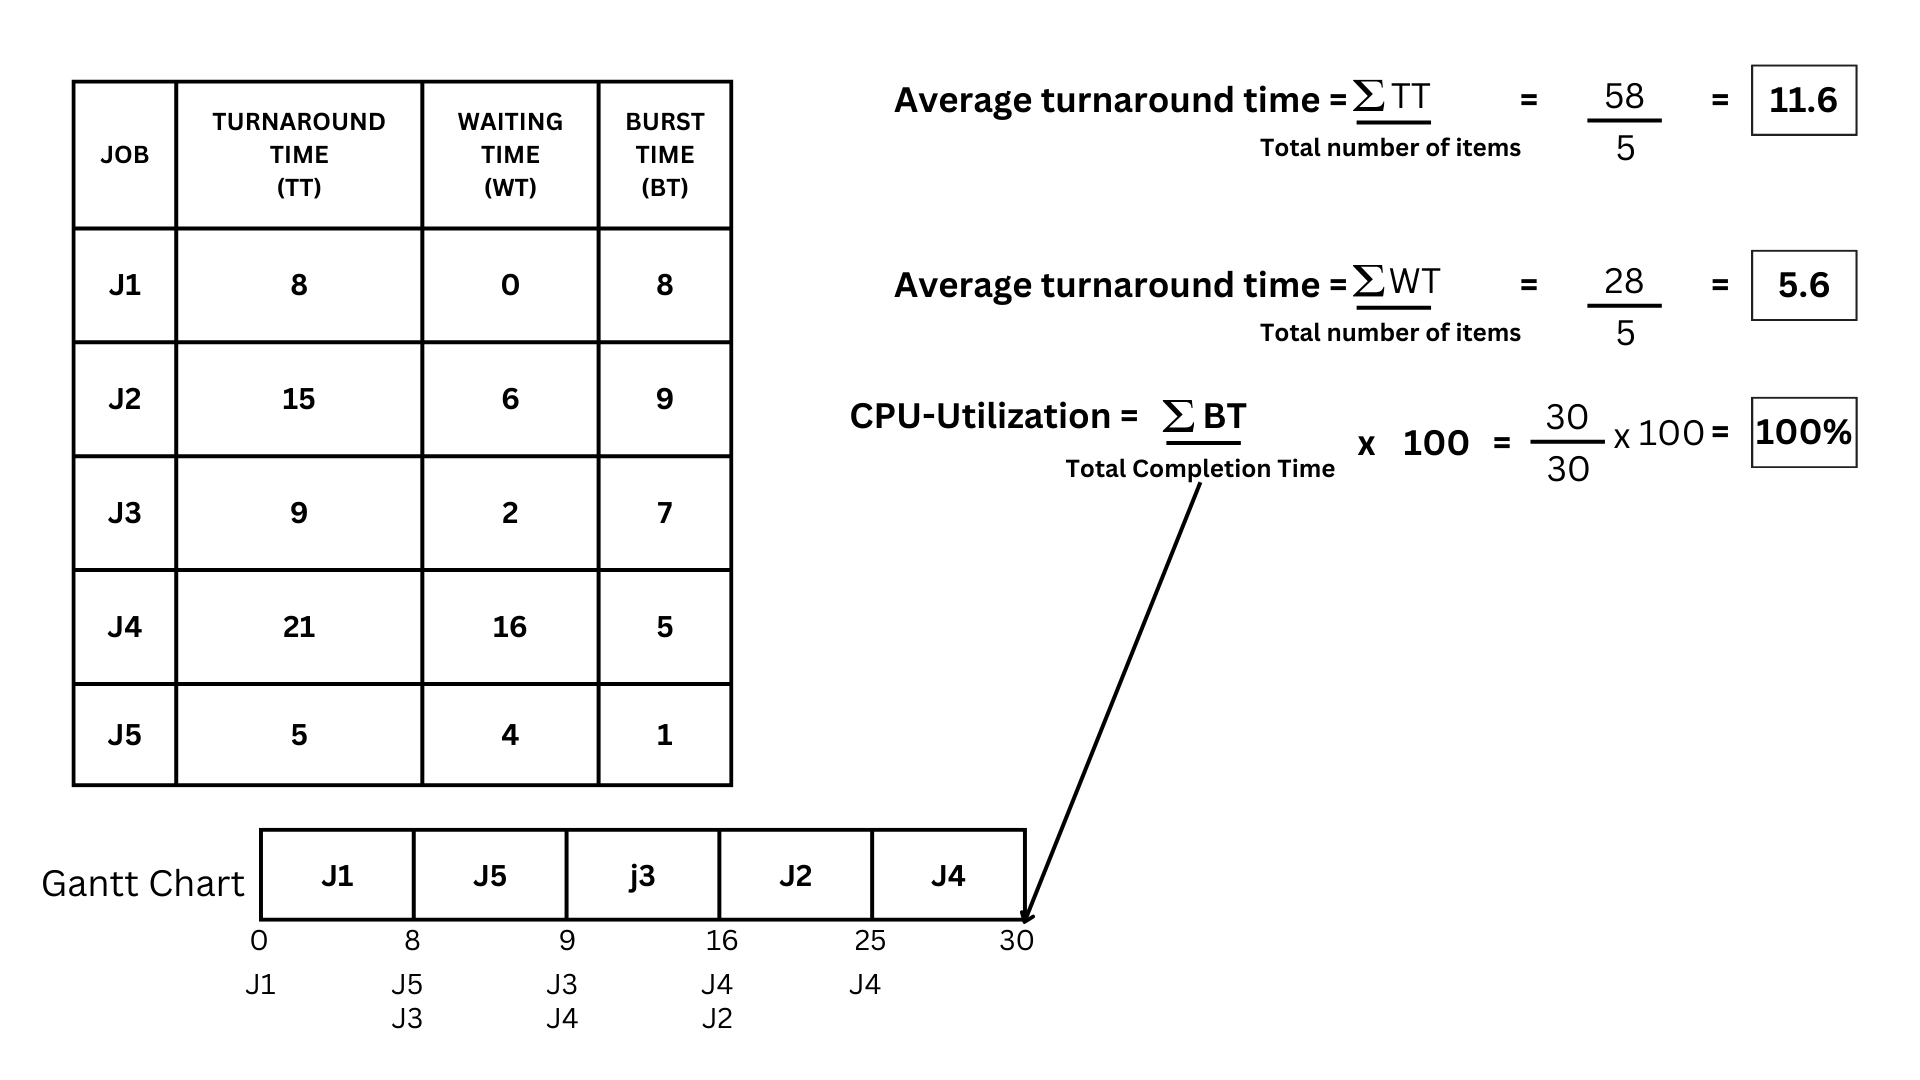 JOB TURNAROUND TIME (TT) WAITING TIME (WT) BURST TIME (BT)
J1 8 0 8
J2 15 6 9
J3 9 2 7
J4 21 16 5
J5 5 4 1
Average turnaround time = ∑ TT = 58 = 11.6
Total number of items 5
Average turnaround time = ∑ WT = 28 = 5.6
Total number of items 5
CPU-Utilization = ∑ BT x 100 = 30 x 100 = 100%
Total Completion Time 30
Gantt Chart J1 J5 j3 J2 J4
0 8 9 16 25 30
J1 J5 J3 J4 J4
J3 J4 J2